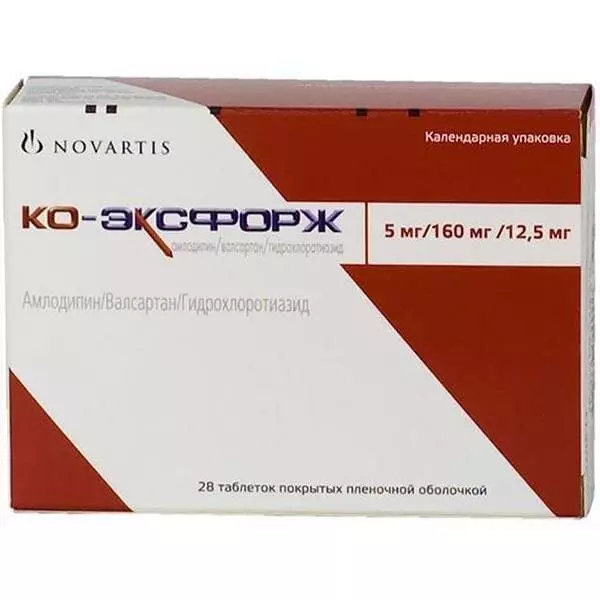 NOVARTIS
Календарная упаковка
КО-ЭКСФОРЖ
5 мг/160 мг /12,5 мг
амлодипин/валсартан/гидрохлоротиазид
Амлодипин/Валсартан/Гидрохлоротиазид
28 таблеток покрытых пленочной оболочкой